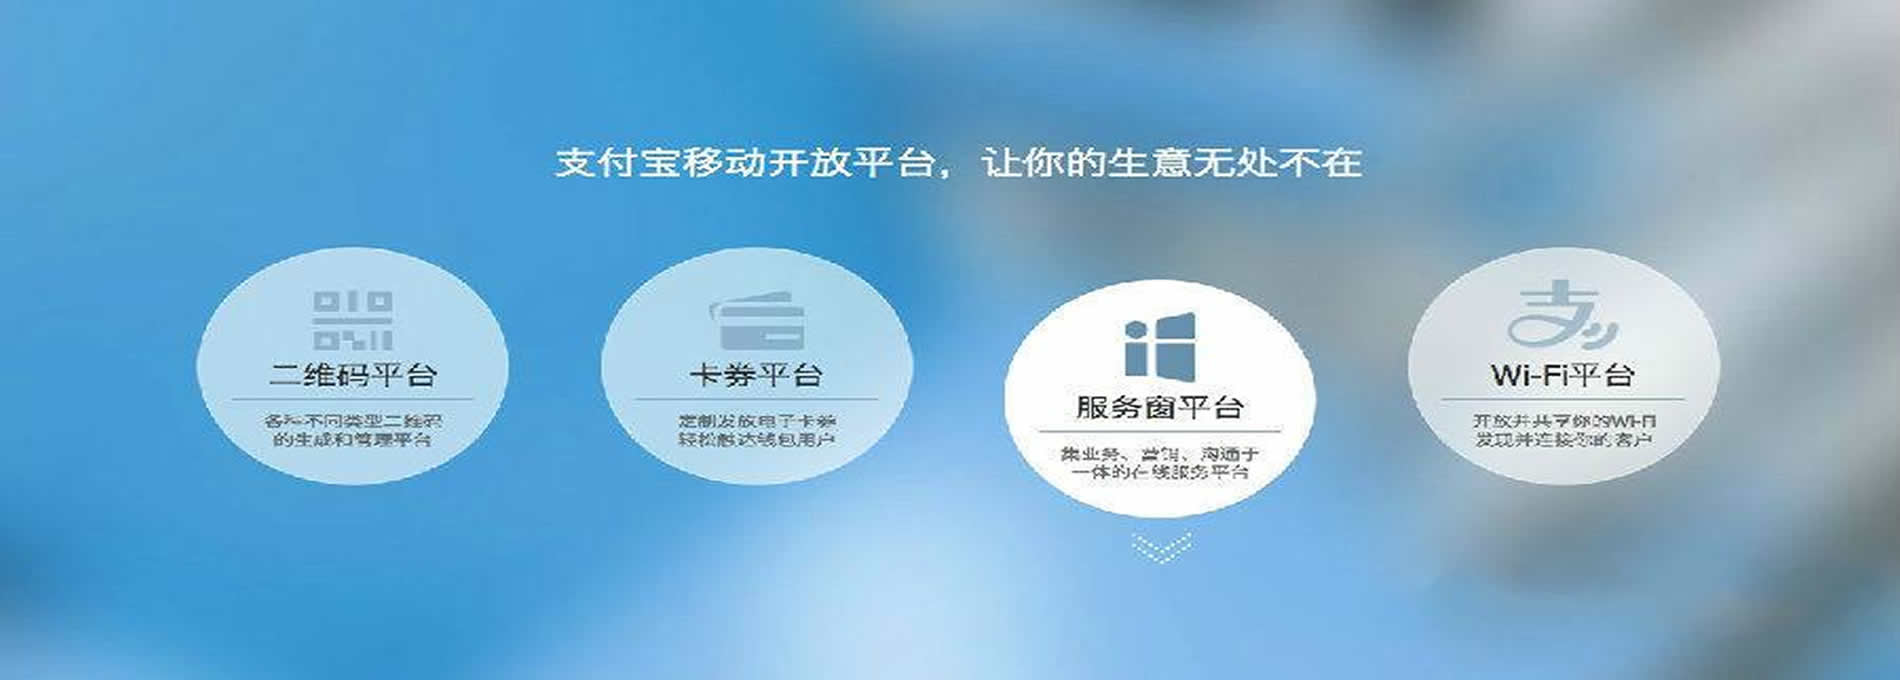 支付宝移动开放平台，让你的生意无处不在
二维码平台
各种不同类型二维码
的生成和管理平台
卡券平台
定制发放电子卡券
轻松触达钱包用户
服务窗平台
集业务、营销、沟通于
一体的在线服务平台
Wi-Fi平台
开放并共享你的Wi-Fi
发现并连接你的客户